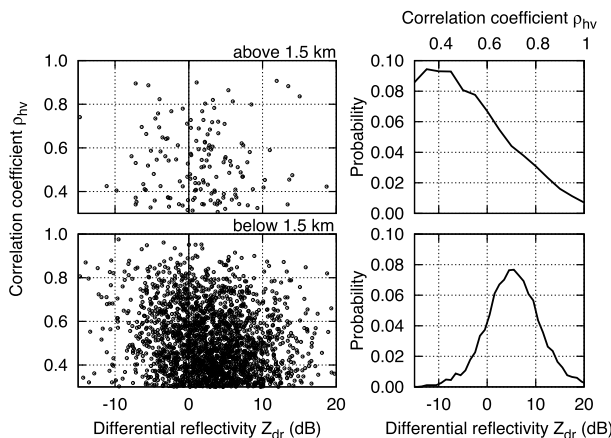 Correlation coefficient ρhv
0.4 0.6 0.8 1
above 1.5 km
1.0
0.8
0.6
0.4
Correlation coefficient ρhv
below 1.5 km
1.0
0.8
0.6
0.4
-10 0 10 20
Differential reflectivity Zdr (dB)
Probability
0.10
0.08
0.06
0.04
0.02
0.00
Probability
0.10
0.08
0.06
0.04
0.02
0.00
-10 0 10 20
Differential reflectivity Zdr (dB)